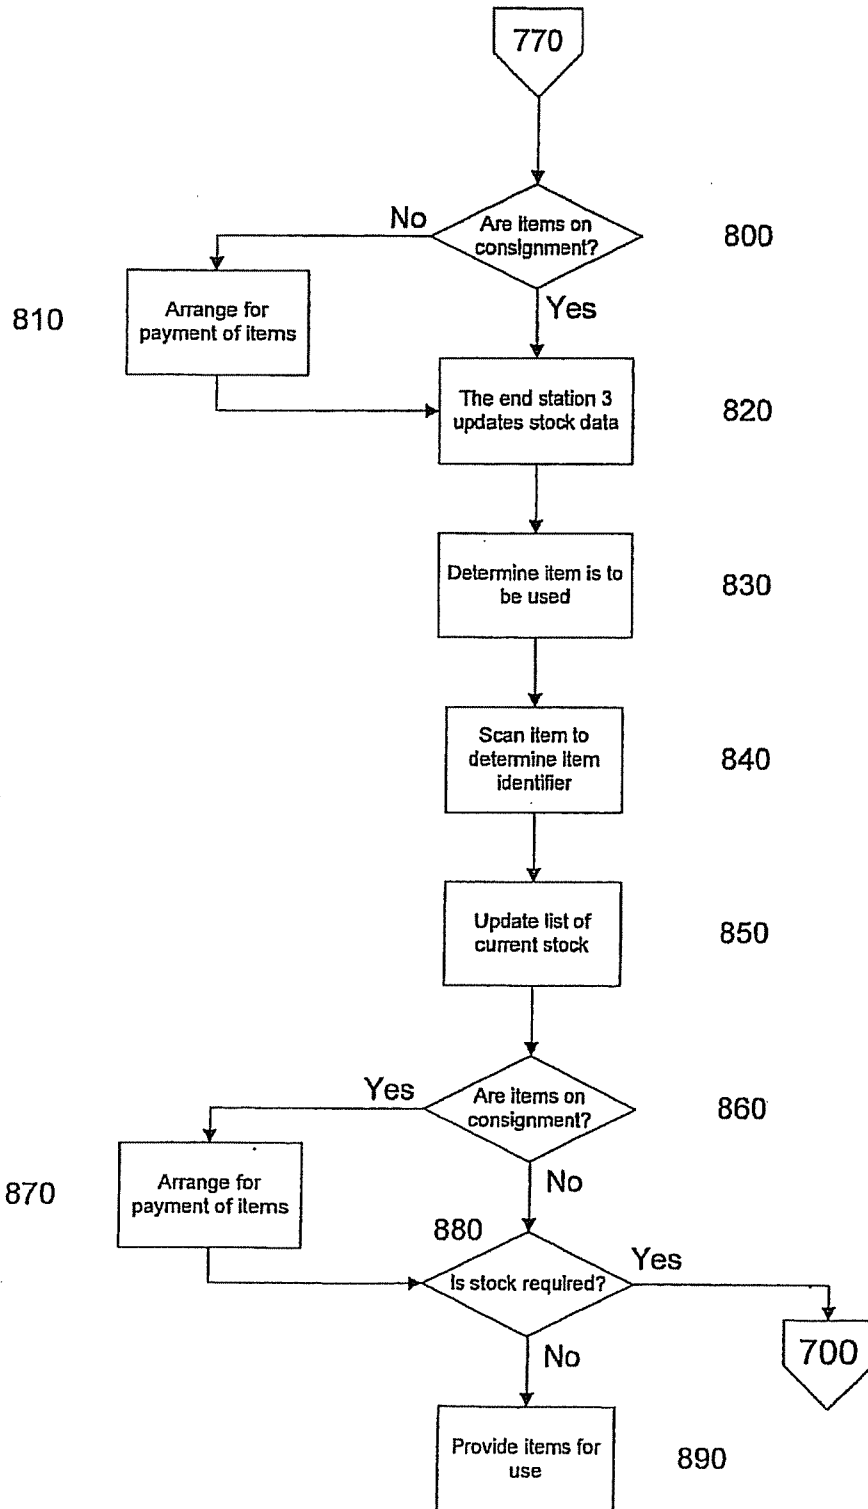 770
No
Are items on
consignment?
800
Yes
810
Arrange for
payment of items
The end station 3
updates stock data
820
Determine item is to
be used
830
Scan item to
determine item
identifier
840
Update list of
current stock
850
Yes
Are items on
consignment?
860
No
870
Arrange for
payment of items
880
Is stock required?
Yes
700
No
Provide items for
use
890